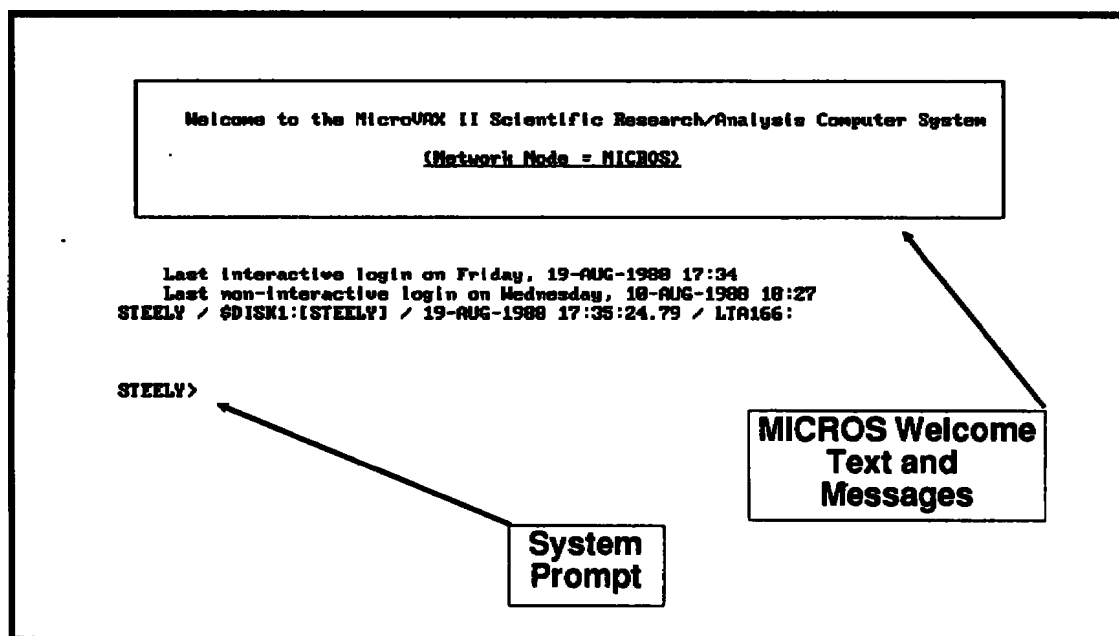 Welcome to the MicroVAX II Scientific Research/Analysis Computer System
(Network Node = MICROS)
Last interactive login on Friday, 19-AUG-1988 17:34
Last non-interactive login on Wednesday, 10-AUG-1988 18:27
STEELY / $DISK1:[STEELY] / 19-AUG-1988 17:35:24.79 / LTA166:
STEELY>
MICROS Welcome
Text and
Messages
System
Prompt